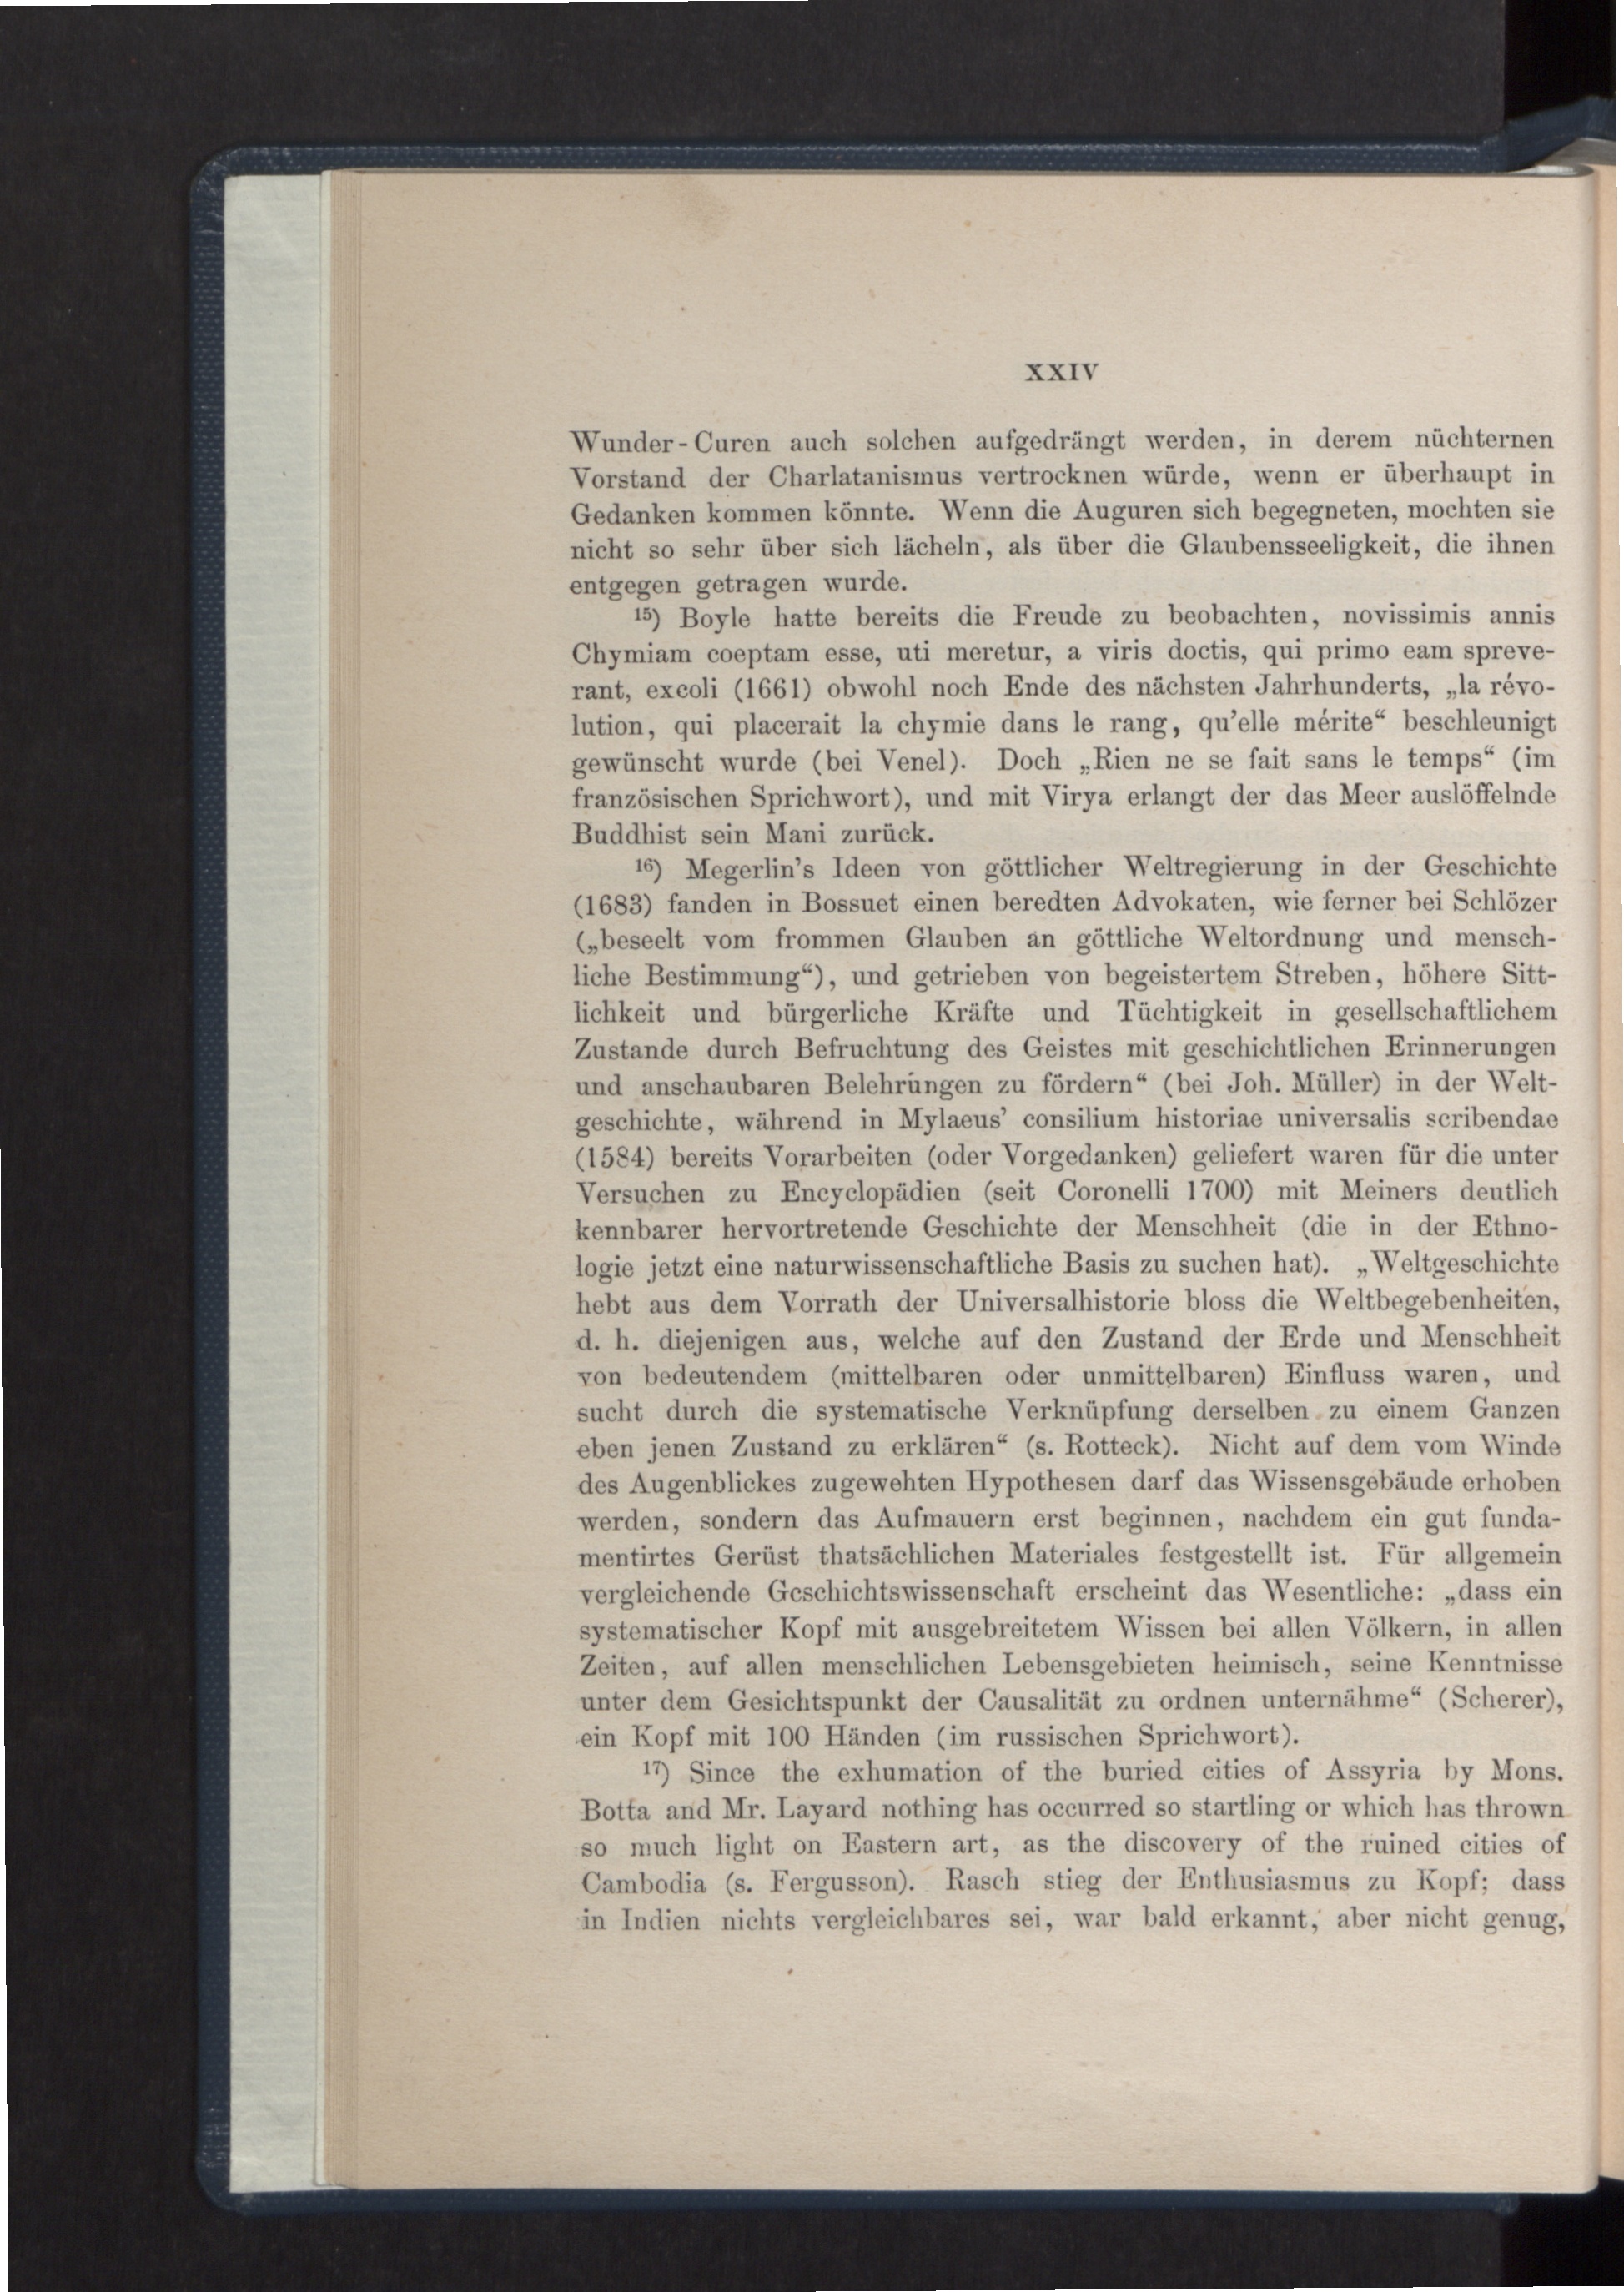 XXIV
Wunder-Curen auch solchen aufgedrängt werden, in derem nüchternen
Vorstand der Charlatanismus vertrocknen würde, wenn er überhaupt in
Gedanken kommen könnte. Wenn die Auguren sich begegneten, mochten sie
nicht so sehr über sich lächeln, als über die Glaubensseeligkeit, die ihnen
entgegen getragen wurde.
15) Boyle hatte bereits die Freude zu beobachten, novissimis annis
Chymiam coeptam esse, uti meretur, a viris doctis, qui primo eam spreve-
rant, excoli (1661) obwohl noch Ende des nächsten Jahrhunderts, „la révo-
lution, qui placerait la chymie dans le rang, qu'elle mérite“ beschleunigt
gewünscht wurde (bei Venel). Doch „Rien ne se fait sans le temps“ (im
französischen Sprichwort), und mit Virya erlangt der das Meer auslöffelnde
Buddhist sein Mani zurück.
16) Megerlin's Ideen von göttlicher Weltregierung in der Geschichte
(1683) fanden in Bossuet einen beredten Advokaten, wie ferner bei Schlözer
(„beseelt vom frommen Glauben an göttliche Weltordnung und mensch-
liche Bestimmung“), und getrieben von begeistertem Streben, höhere Sitt-
lichkeit und bürgerliche Kräfte und Tüchtigkeit in gesellschaftlichem
Zustande durch Befruchtung des Geistes mit geschichtlichen Erinnerungen
und anschaubaren Belehrungen zu fördern“ (bei Joh. Müller) in der Welt-
geschichte, während in Mylaeus' consilium historiae universalis scribendae
(1584) bereits Vorarbeiten (oder Vorgedanken) geliefert waren für die unter
Versuchen zu Encyclopädien (seit Coronelli 1700) mit Meiners deutlich
kennbarer hervortretende Geschichte der Menschheit (die in der Ethno-
logie jetzt eine naturwissenschaftliche Basis zu suchen hat). „Weltgeschichte
hebt aus dem Vorrath der Universalhistorie bloss die Weltbegebenheiten,
d. h. diejenigen aus, welche auf den Zustand der Erde und Menschheit
von bedeutendem (mittelbaren oder unmittelbaren) Einfluss waren, und
sucht durch die systematische Verknüpfung derselben zu einem Ganzen
eben jenen Zustand zu erklären“ (s. Rotteck). Nicht auf dem vom Winde
des Augenblickes zugewehten Hypothesen darf das Wissensgebäude erhoben
werden, sondern das Aufmauern erst beginnen, nachdem ein gut funda-
mentirtes Gerüst thatsächlichen Materiales festgestellt ist. Für allgemein
vergleichende Geschichtswissenschaft erscheint das Wesentliche: „dass ein
systematischer Kopf mit ausgebreitetem Wissen bei allen Völkern, in allen
Zeiten, auf allen menschlichen Lebensgebieten heimisch, seine Kenntnisse
unter dem Gesichtspunkt der Causalität zu ordnen unternähme“ (Scherer),
ein Kopf mit 100 Händen (im russischen Sprichwort).
17) Since the exhumation of the buried cities of Assyria by Mons.
Botta and Mr. Layard nothing has occurred so startling or which has thrown
so much light on Eastern art, as the discovery of the ruined cities of
Cambodia (s. Fergusson). Rasch stieg der Enthusiasmus zu Kopf; dass
in Indien nichts vergleichbares sei, war bald erkannt, aber nicht genug,